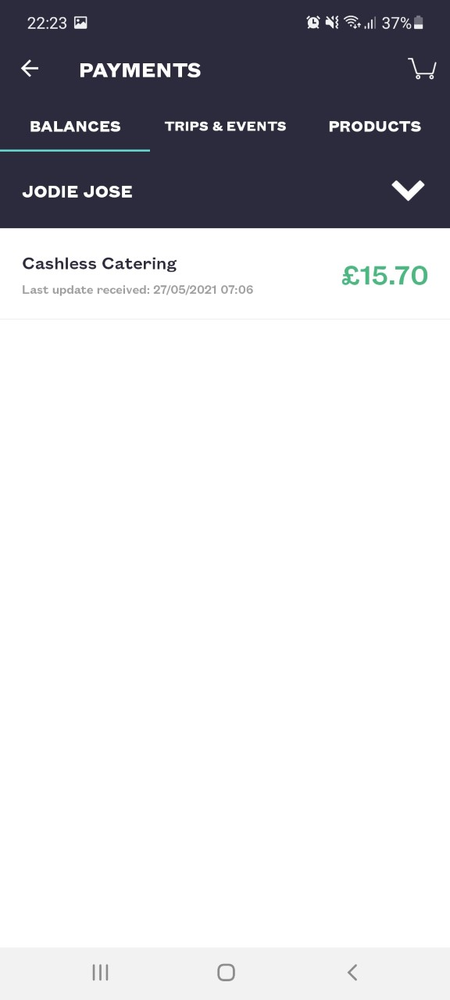 22:23 37%
PAYMENTS
BALANCES TRIPS & EVENTS PRODUCTS
JODIE JOSE
Cashless Catering
£15.70
Last update received: 27/05/2021 07:06